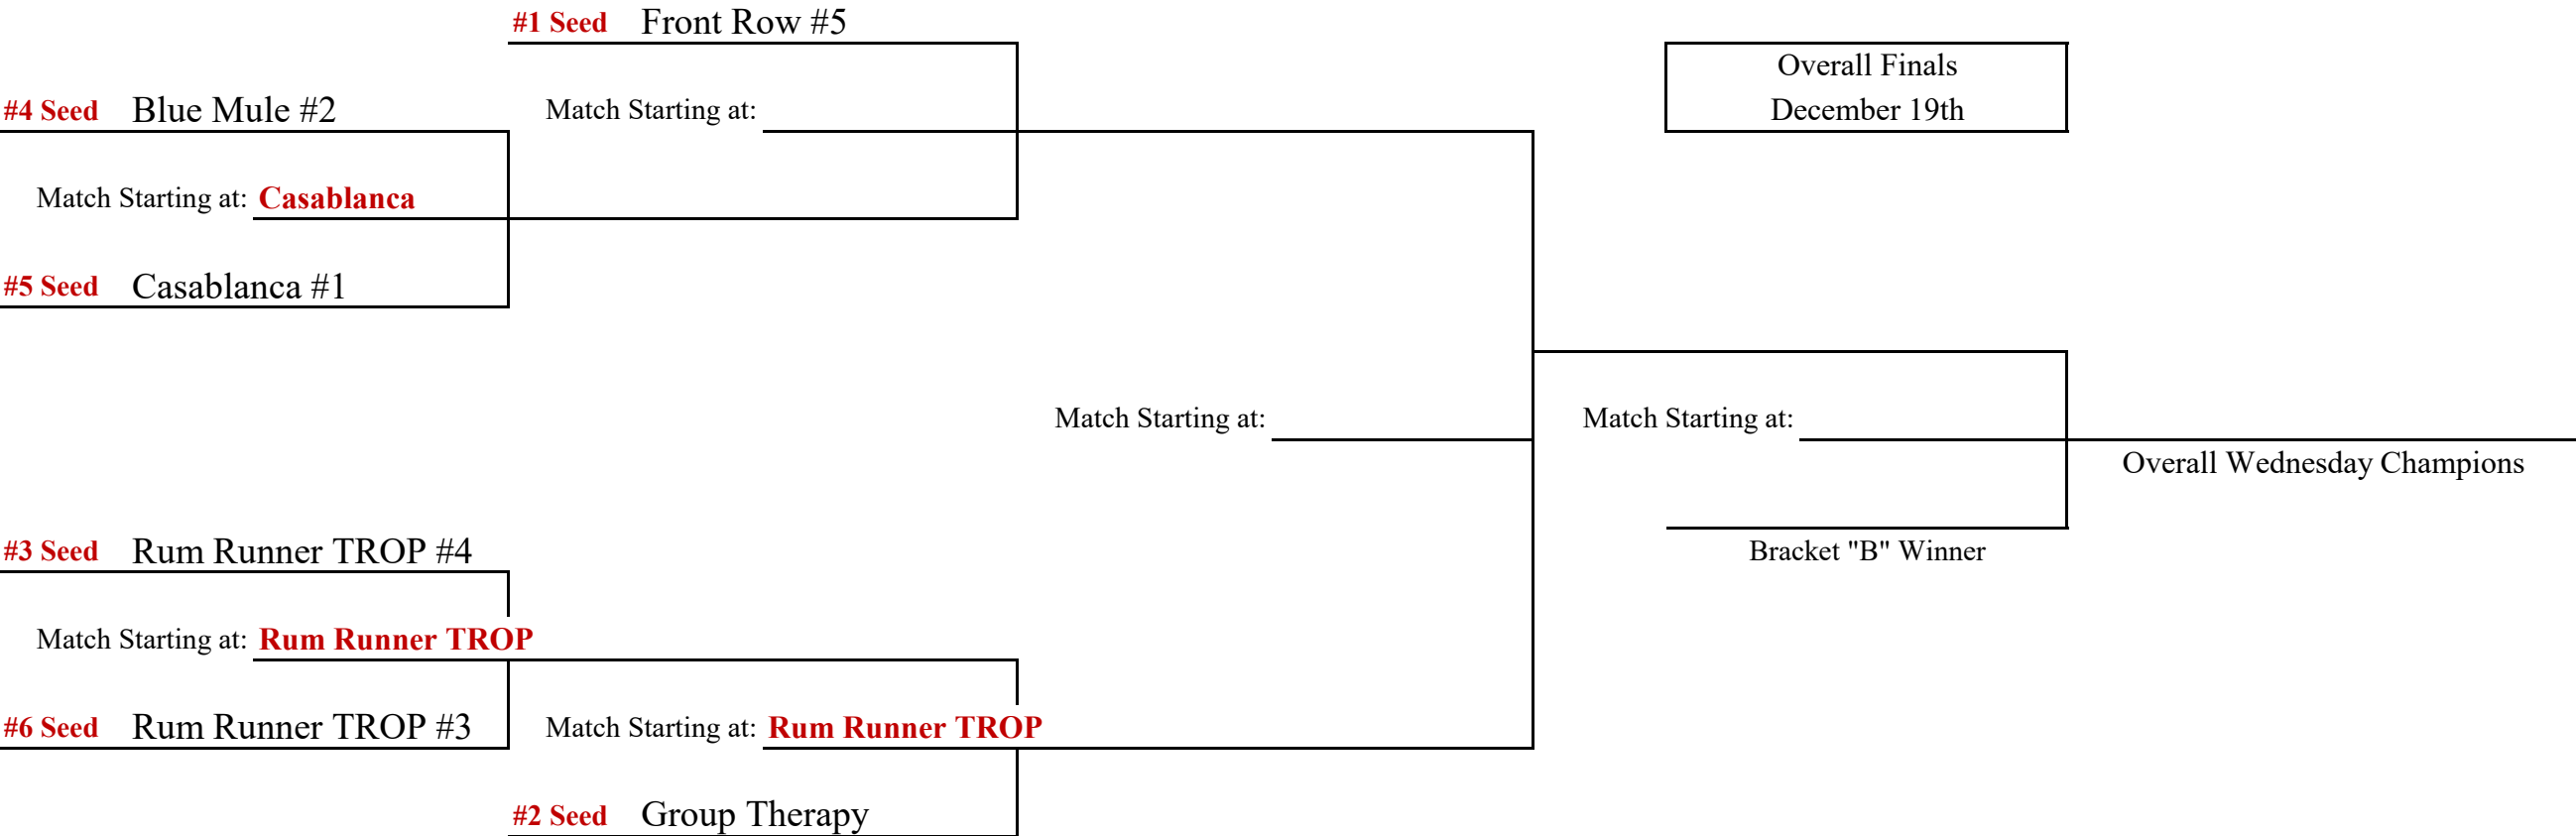 #1 Seed Front Row #5
Overall Finals
#4 Seed Blue Mule #2 Match Starting at: December 19th
Match Starting at: Casablanca
#5 Seed Casablanca #1
Match Starting at: Match Starting at:
Overall Wednesday Champions
#3 Seed Rum Runner TROP #4 Bracket "B" Winner
Match Starting at: Rum Runner TROP
#6 Seed Rum Runner TROP #3 Match Starting at: Rum Runner TROP
#2 Seed Group Therapy